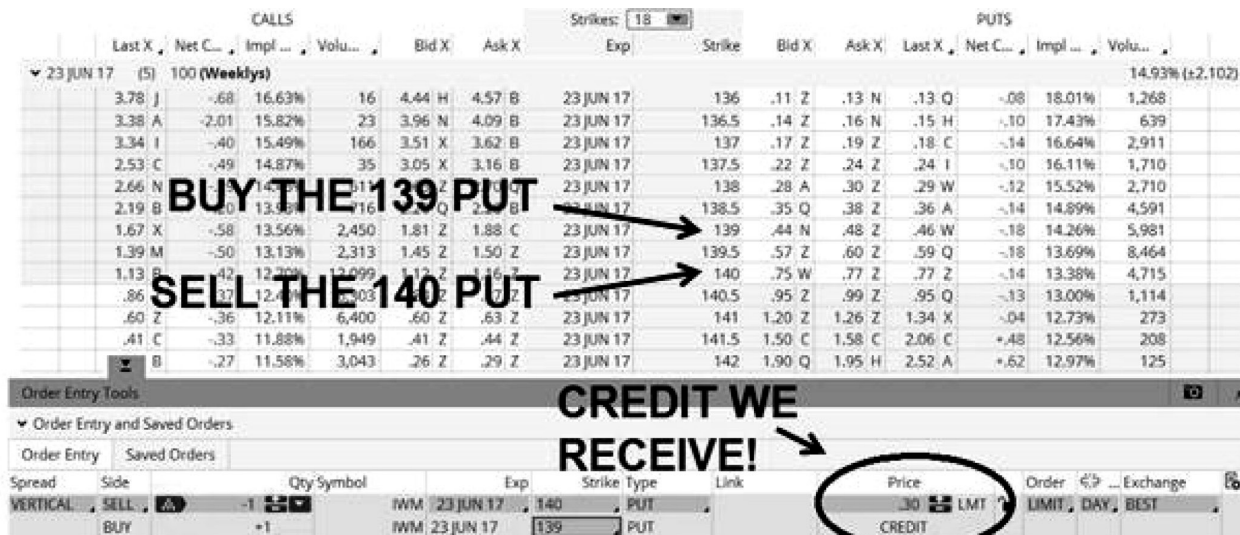 CALLS Strikes: 18 PUTS
Last X Net C... Impl ... Volu... Bid X Ask X Exp Strike Bid X Ask X Last X Net C... Impl ... Volu...
23 JUN 17 (5) 100 (Weeklys) 14.93% (±2.102)
3.78 J -.68 16.63% 16 4.44 H 4.57 B 23 JUN 17 136 .11 Z .13 N .13 Q -.08 18.01% 1,268
3.38 A -2.01 15.82% 23 3.96 N 4.09 B 23 JUN 17 136.5 .14 Z .16 N .15 H -.10 17.43% 639
3.34 I -.40 15.49% 166 3.51 X 3.62 B 23 JUN 17 137 .17 Z .19 Z .18 C -.14 16.64% 2,911
2.53 C -.49 14.87% 35 3.05 X 3.16 B 23 JUN 17 137.5 .22 Z .24 Z .24 I -.10 16.11% 1,710
2.66 N 23 JUN 17 138 .28 A .30 Z .29 W -.12 15.52% 2,710
BUY THE 139 PUT
2.19 B 716 23 JUN 17 138.5 .35 Q .38 Z .36 A -.14 14.89% 4,591
1.67 X -.58 13.56% 2,450 1.81 Z 1.88 C 23 JUN 17 139 .44 N .48 Z .46 W -.18 14.26% 5,981
1.39 M -.50 13.13% 2,313 1.45 Z 1.50 Z 23 JUN 17 139.5 .57 Z .60 Z .59 Q -.18 13.69% 8,464
1.13 23 JUN 17 140 .75 W .77 Z .77 Z -.14 13.38% 4,715
SELL THE 140 PUT
.86 23 JUN 17 140.5 .95 Z .99 Z .95 Q -.13 13.00% 1,114
.60 Z -.36 12.11% 6,400 .60 Z .63 Z 23 JUN 17 141 1.20 Z 1.26 Z 1.34 X -.04 12.73% 273
.41 C -.33 11.88% 1,949 .41 Z .44 Z 23 JUN 17 141.5 1.50 C 1.58 C 2.06 C +.48 12.56% 208
B -.27 11.58% 3,043 .26 Z .29 Z 23 JUN 17 142 1.90 Q 1.95 H 2.52 A +.62 12.97% 125
Order Entry Tools
CREDIT WE
RECEIVE!
Order Entry and Saved Orders
Order Entry Saved Orders
Spread Side Qty Symbol Exp Strike Type Link Price Order ... Exchange
VERTICAL SELL -1 IWM 23 JUN 17 140 PUT .30 LMT LIMIT DAY BEST
BUY +1 IWM 23 JUN 17 139 PUT CREDIT